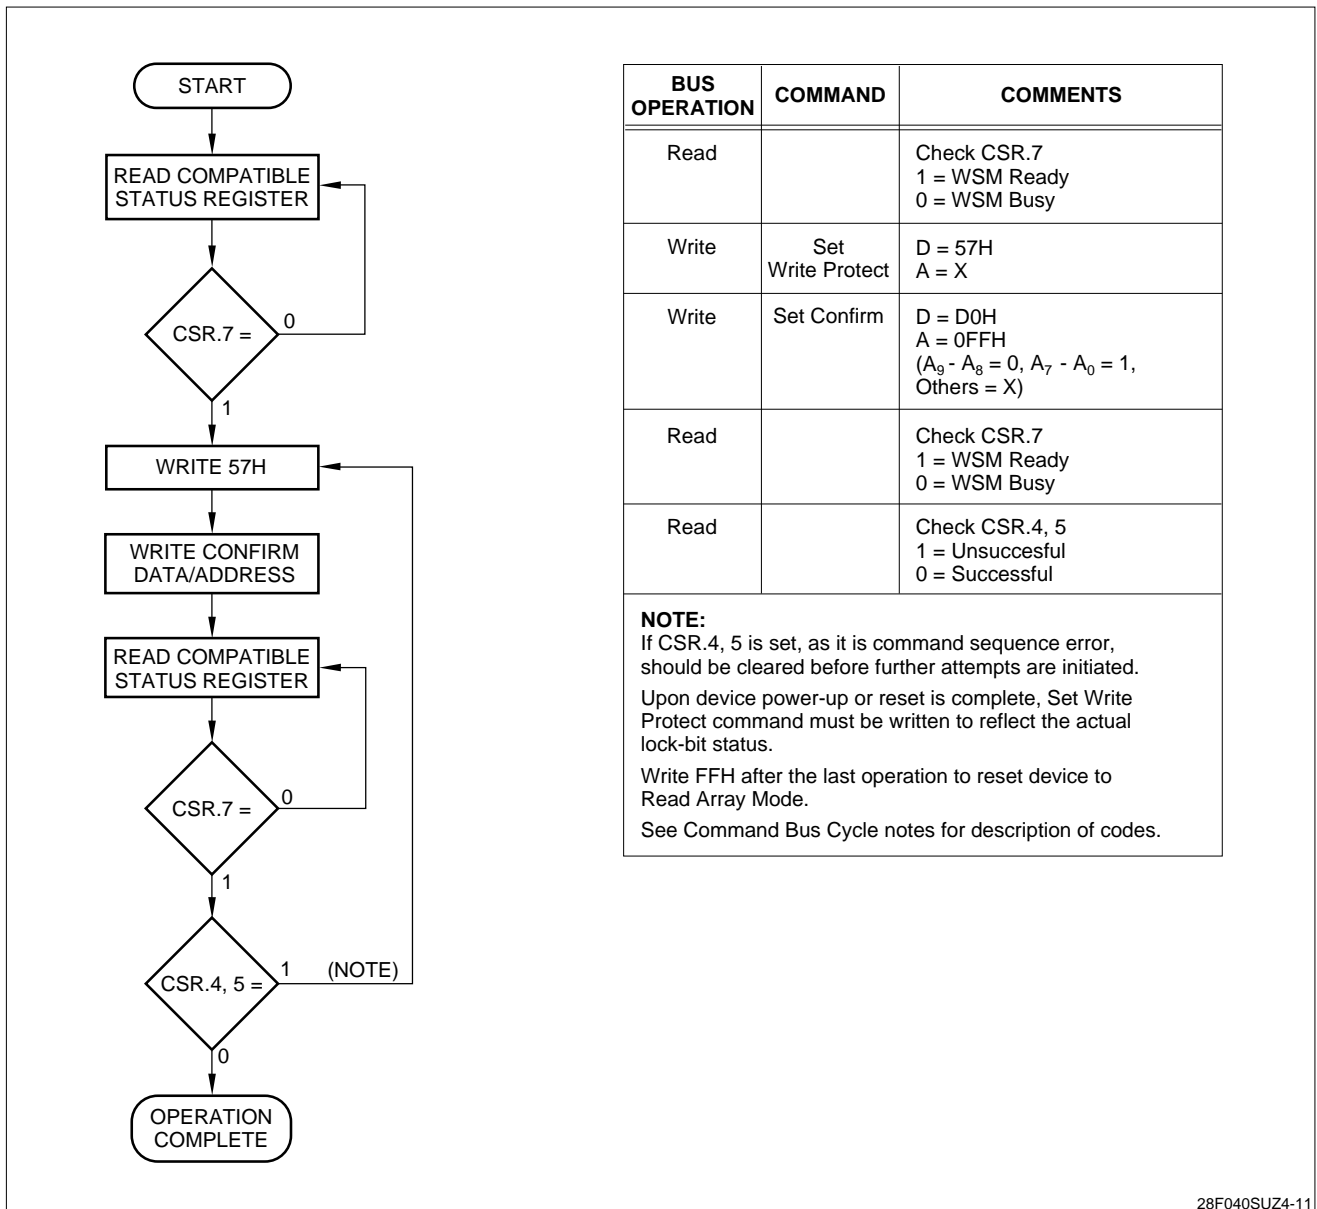 START
READ COMPATIBLE
STATUS REGISTER
CSR.7 =
0
1
WRITE 57H
WRITE CONFIRM
DATA/ADDRESS
READ COMPATIBLE
STATUS REGISTER
CSR.7 =
0
1
CSR.4, 5 =
1 (NOTE)
0
OPERATION
COMPLETE
BUS
OPERATION
COMMAND
COMMENTS
Read
Check CSR.7
1 = WSM Ready
0 = WSM Busy
Write
Set
Write Protect
D = 57H
A = X
Write
Set Confirm
D = D0H
A = 0FFH
(A9 - A8 = 0, A7 - A0 = 1,
Others = X)
Read
Check CSR.7
1 = WSM Ready
0 = WSM Busy
Read
Check CSR.4, 5
1 = Unsuccesful
0 = Successful
NOTE:
If CSR.4, 5 is set, as it is command sequence error,
should be cleared before further attempts are initiated.
Upon device power-up or reset is complete, Set Write
Protect command must be written to reflect the actual
lock-bit status.
Write FFH after the last operation to reset device to
Read Array Mode.
See Command Bus Cycle notes for description of codes.
28F040SUZ4-11